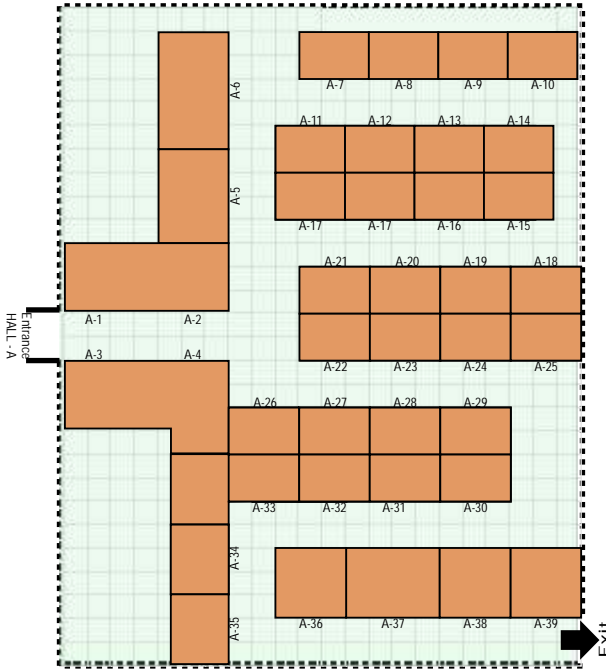 A-6
A-7 A-8 A-9 A-10
A-11 A-12 A-13 A-14
A-5
A-17 A-17 A-16 A-15
A-21 A-20 A-19 A-18
A-1 A-2
Entrance
HALL - A
A-3 A-4
A-22 A-23 A-24 A-25
A-26 A-27 A-28 A-29
A-33 A-32 A-31 A-30
A-34
A-35
A-36 A-37 A-38 A-39
Exit